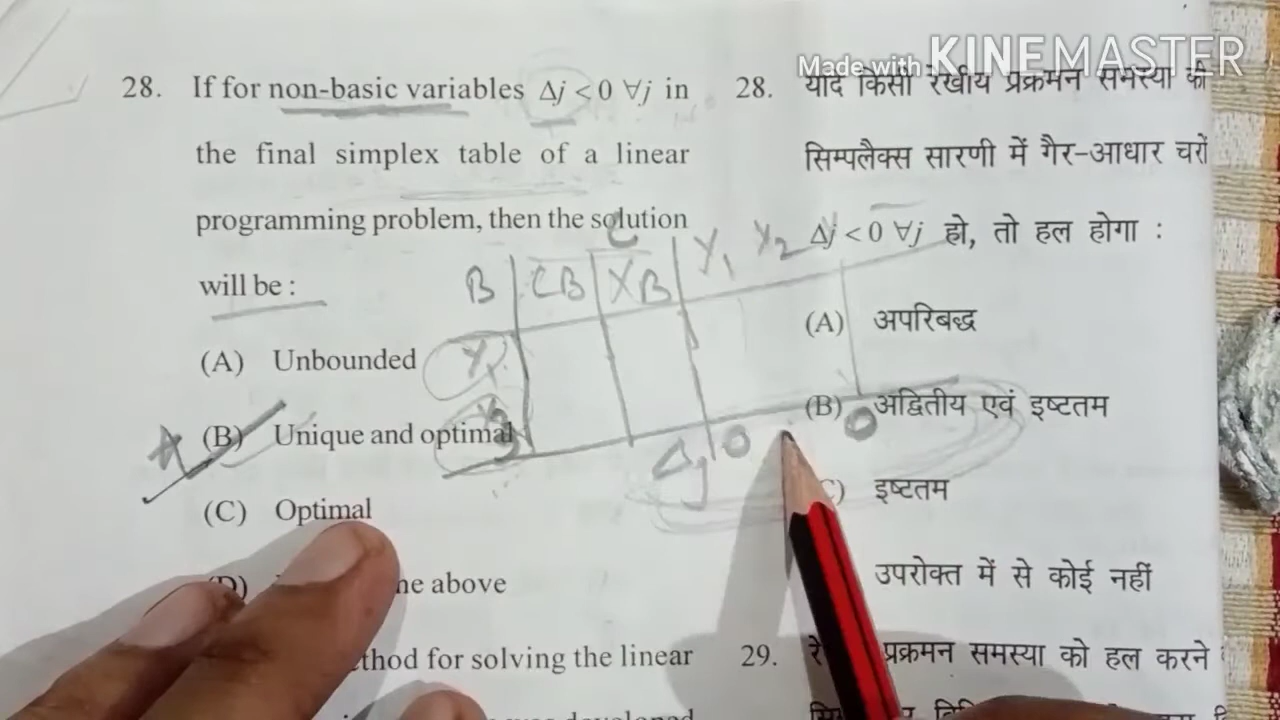 Made with KINEMASTER
28. If for non-basic variables Δj < 0 ∀j in
the final simplex table of a linear
programming problem, then the solution
will be :
(A) Unbounded
(B) Unique and optimal
(C) Optimal
(D) he above
thod for solving the linear
28. यदि किसी रेखीय प्रक्रमन समस्या की
सिम्पलैक्स सारणी में गैर-आधार चरों
Δj < 0 ∀j हो, तो हल होगा :
(A) अपरिबद्ध
(B) अद्वितीय एवं इष्टतम
(C) इष्टतम
उपरोक्त में से कोई नहीं
29. प्रक्रमन समस्या को हल करने
B CB XB Y1 Y2
Y1
Δj 0 0